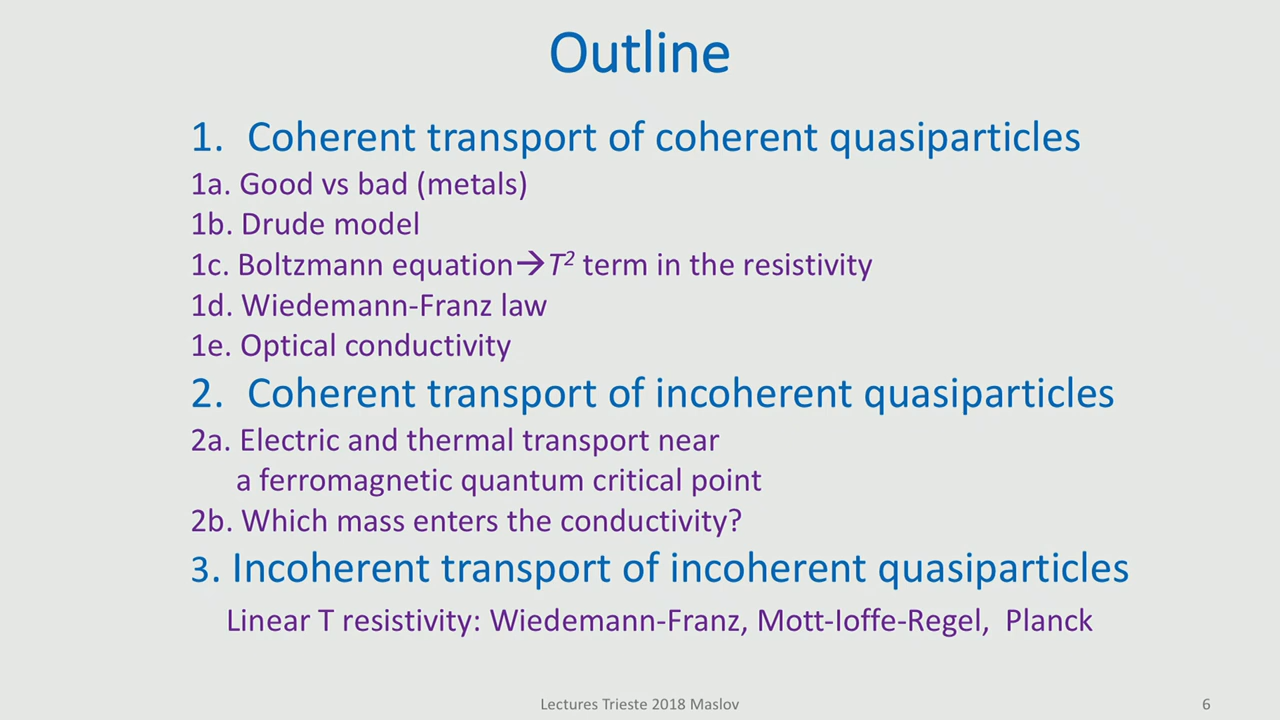 Outline
1. Coherent transport of coherent quasiparticles
1a. Good vs bad (metals)
1b. Drude model
1c. Boltzmann equation→T² term in the resistivity
1d. Wiedemann-Franz law
1e. Optical conductivity
2. Coherent transport of incoherent quasiparticles
2a. Electric and thermal transport near
a ferromagnetic quantum critical point
2b. Which mass enters the conductivity?
3. Incoherent transport of incoherent quasiparticles
Linear T resistivity: Wiedemann-Franz, Mott-Ioffe-Regel, Planck
Lectures Trieste 2018 Maslov
6